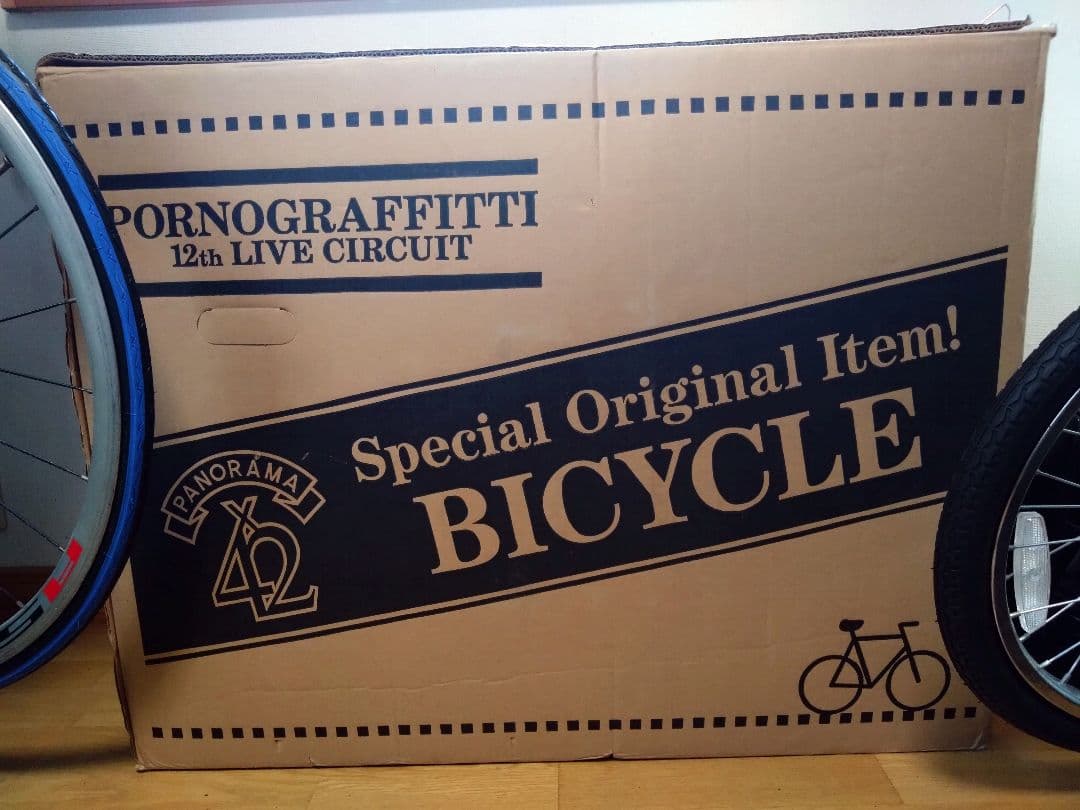 PORNOGRAFFITTI
12th LIVE CIRCUIT
Special Original Item!
BICYCLE
PANORAMA
X
42